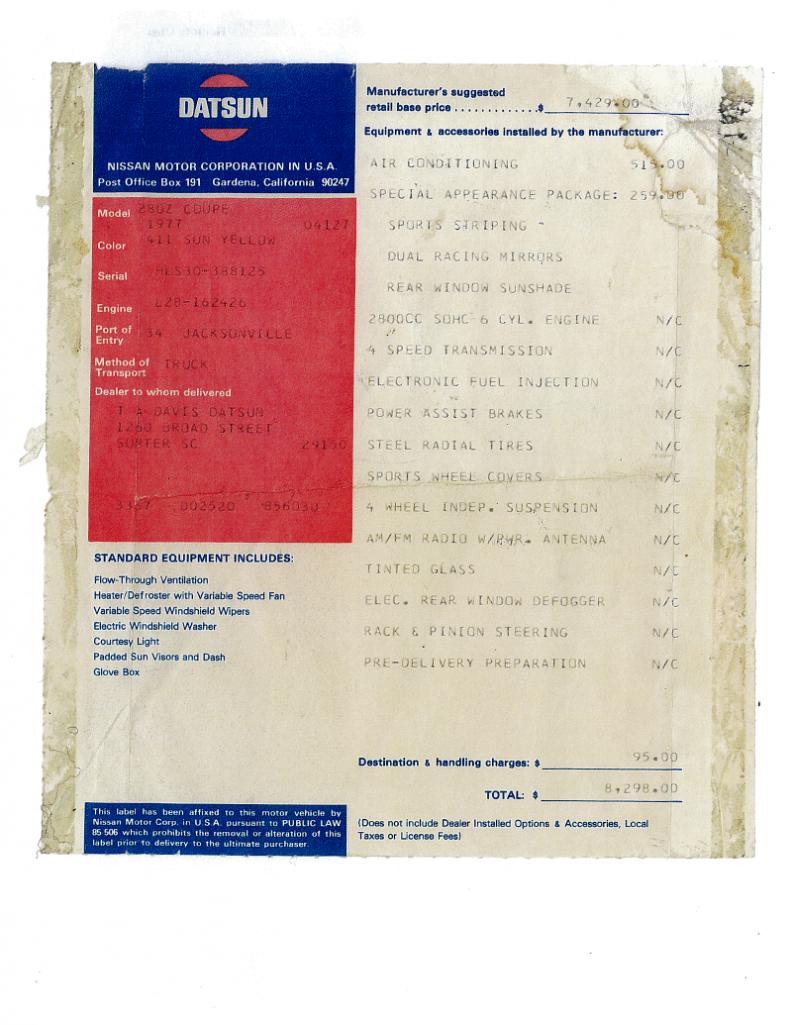 DATSUN
NISSAN MOTOR CORPORATION IN U.S.A.
Post Office Box 191 Gardena, California 90247
Model 280Z COUPE
1977 04127
Color 411 SUN YELLOW
Serial HLS30-388125
Engine L28-162426
Port of Entry 34 JACKSONVILLE
Method of Transport TRUCK
Dealer to whom delivered
T A DAVIS DATSUN
1260 BROAD STREET
SUMTER SC 29150
002520 856030
STANDARD EQUIPMENT INCLUDES:
Flow-Through Ventilation
Heater/Defroster with Variable Speed Fan
Variable Speed Windshield Wipers
Electric Windshield Washer
Courtesy Light
Padded Sun Visors and Dash
Glove Box
This label has been affixed to this motor vehicle by
Nissan Motor Corp. in U.S.A. pursuant to PUBLIC LAW
85-506 which prohibits the removal or alteration of this
label prior to delivery to the ultimate purchaser.
Manufacturer's suggested
retail base price .............$ 7,429.00
Equipment & accessories installed by the manufacturer:
AIR CONDITIONING 515.00
SPECIAL APPEARANCE PACKAGE: 259.00
SPORTS STRIPING
DUAL RACING MIRRORS
REAR WINDOW SUNSHADE
2800CC SOHC 6 CYL. ENGINE N/C
4 SPEED TRANSMISSION N/C
ELECTRONIC FUEL INJECTION N/C
POWER ASSIST BRAKES N/C
STEEL RADIAL TIRES N/C
SPORTS WHEEL COVERS N/C
4 WHEEL INDEP. SUSPENSION N/C
AM/FM RADIO W/PWR. ANTENNA N/C
TINTED GLASS N/C
ELEC. REAR WINDOW DEFOGGER N/C
RACK & PINION STEERING N/C
PRE-DELIVERY PREPARATION N/C
Destination & handling charges: $ 95.00
TOTAL: $ 8,298.00
(Does not include Dealer Installed Options & Accessories, Local
Taxes or License Fees)